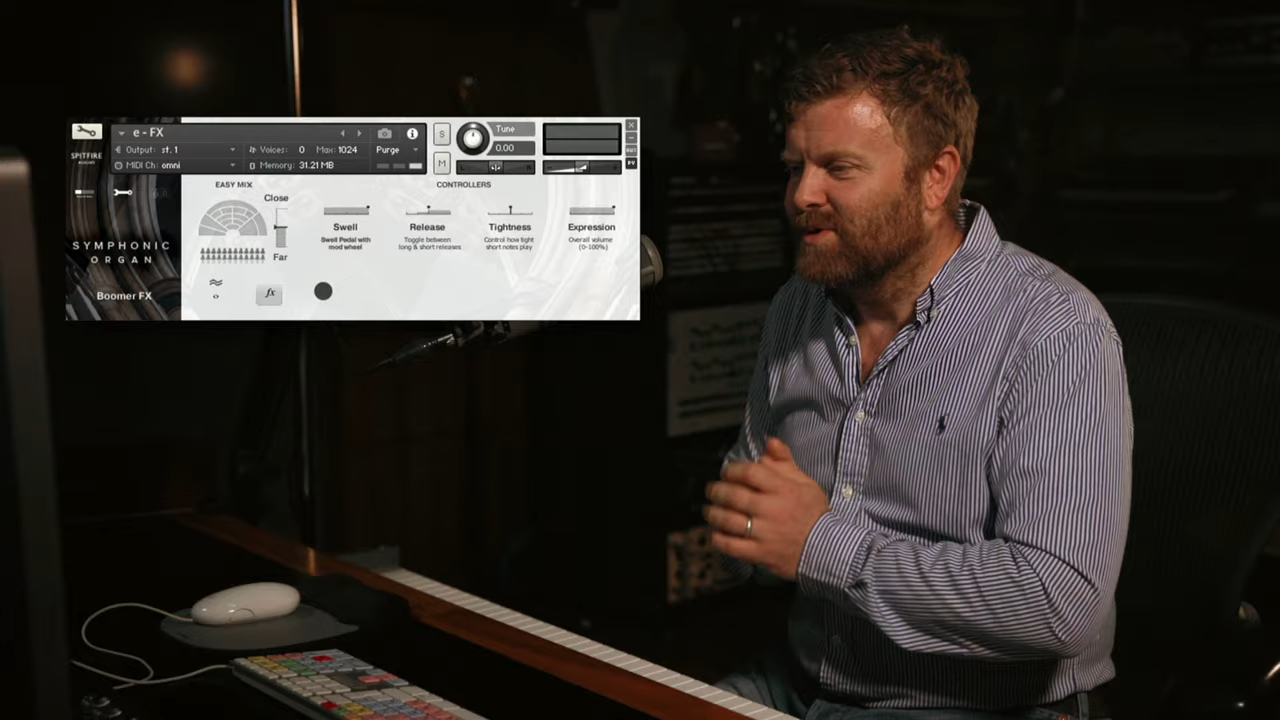 e - FX
Output: st. 1
Voices: 0 Max: 1024
Purge
MIDI Ch: omni
Memory: 31.21 MB
S
M
Tune
0.00
SPITFIRE
SYMPHONIC
ORGAN
Boomer FX
EASY MIX
Close
Far
CONTROLLERS
Swell
Swell Pedal with
mod wheel
Release
Toggle between
long & short releases
Tightness
Control how tight
short notes play
Expression
Overall volume
(0-100%)
fx